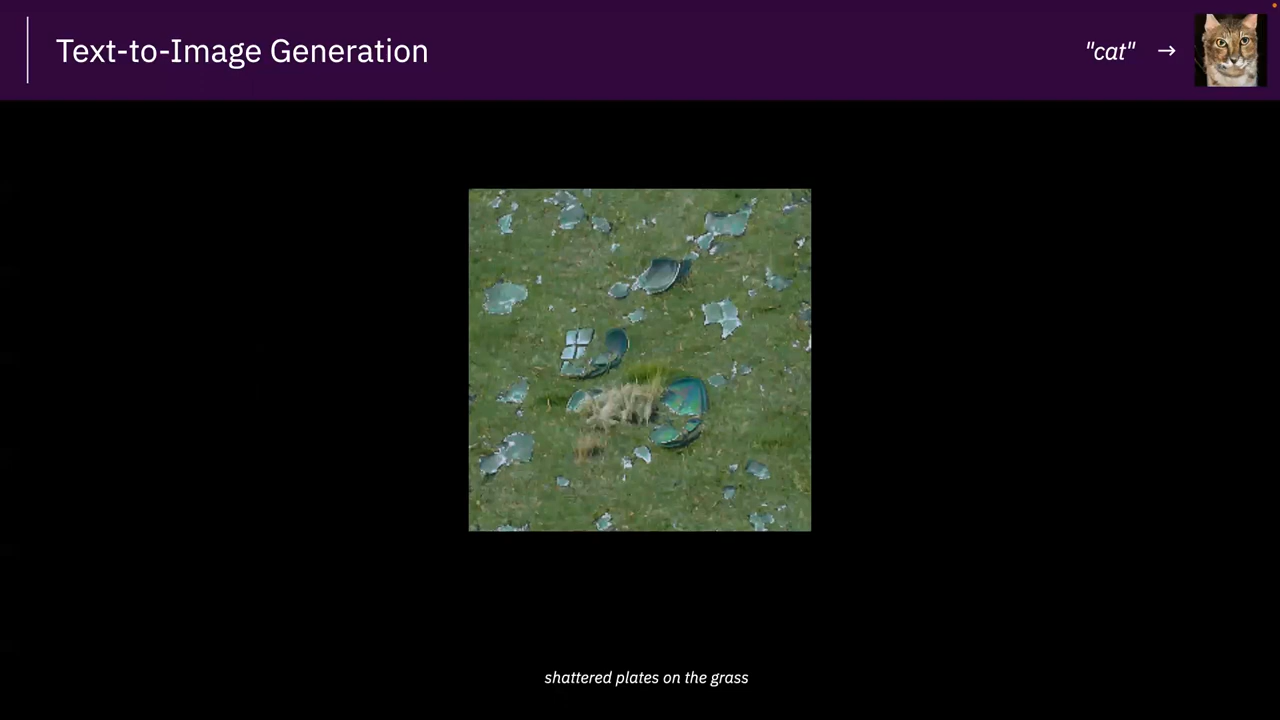 Text-to-Image Generation
"cat" →
shattered plates on the grass